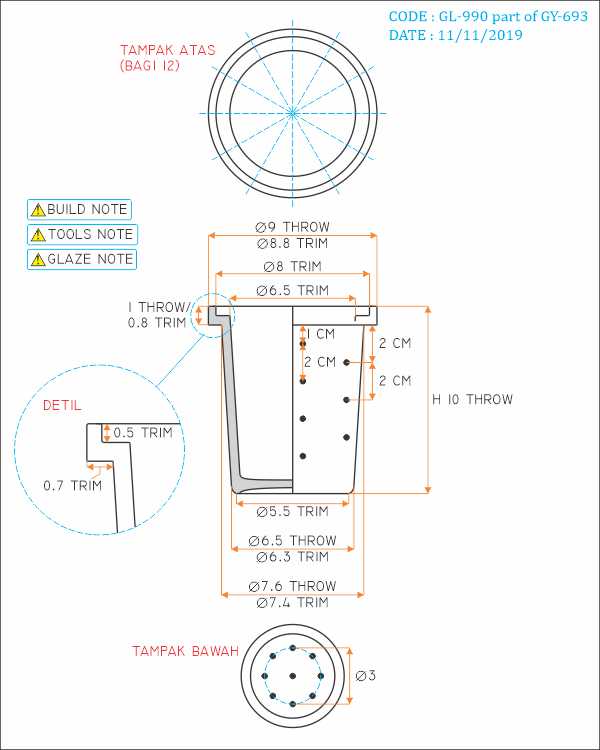 CODE : GL-990 part of GY-693
DATE : 11/11/2019
TAMPAK ATAS
(BAGI 12)
BUILD NOTE
TOOLS NOTE
GLAZE NOTE
Ø9 THROW
Ø8.8 TRIM
Ø8 TRIM
Ø6.5 TRIM
1 THROW/
0.8 TRIM
1 CM
2 CM
2 CM
2 CM
H 10 THROW
DETIL
0.5 TRIM
0.7 TRIM
Ø5.5 TRIM
Ø6.5 THROW
Ø6.3 TRIM
Ø7.6 THROW
Ø7.4 TRIM
TAMPAK BAWAH
Ø3